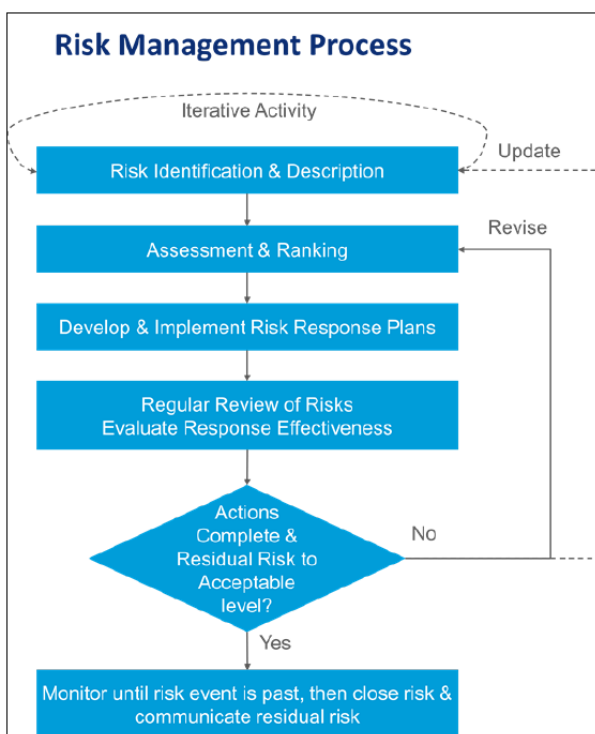 Risk Management Process
Iterative Activity
Update
Risk Identification & Description
Revise
Assessment & Ranking
Develop & Implement Risk Response Plans
Regular Review of Risks
Evaluate Response Effectiveness
Actions
Complete &
Residual Risk to
Acceptable
level?
No
Yes
Monitor until risk event is past, then close risk &
communicate residual risk